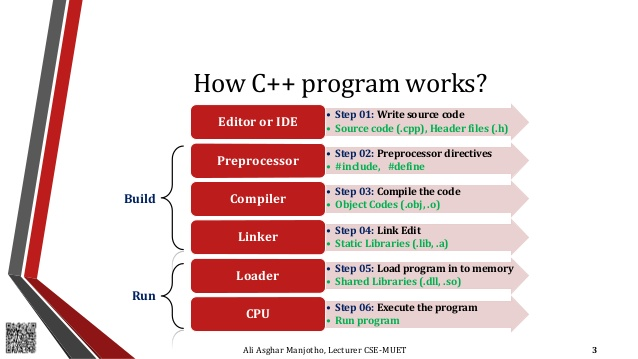 How C++ program works?
Editor or IDE
• Step 01: Write source code
• Source code (.cpp), Header files (.h)
Preprocessor
• Step 02: Preprocessor directives
• #include, #define
Build
Compiler
• Step 03: Compile the code
• Object Codes (.obj, .o)
Linker
• Step 04: Link Edit
• Static Libraries (.lib, .a)
Loader
• Step 05: Load program in to memory
• Shared Libraries (.dll, .so)
Run
CPU
• Step 06: Execute the program
• Run program
Ali Asghar Manjotho, Lecturer CSE-MUET
3